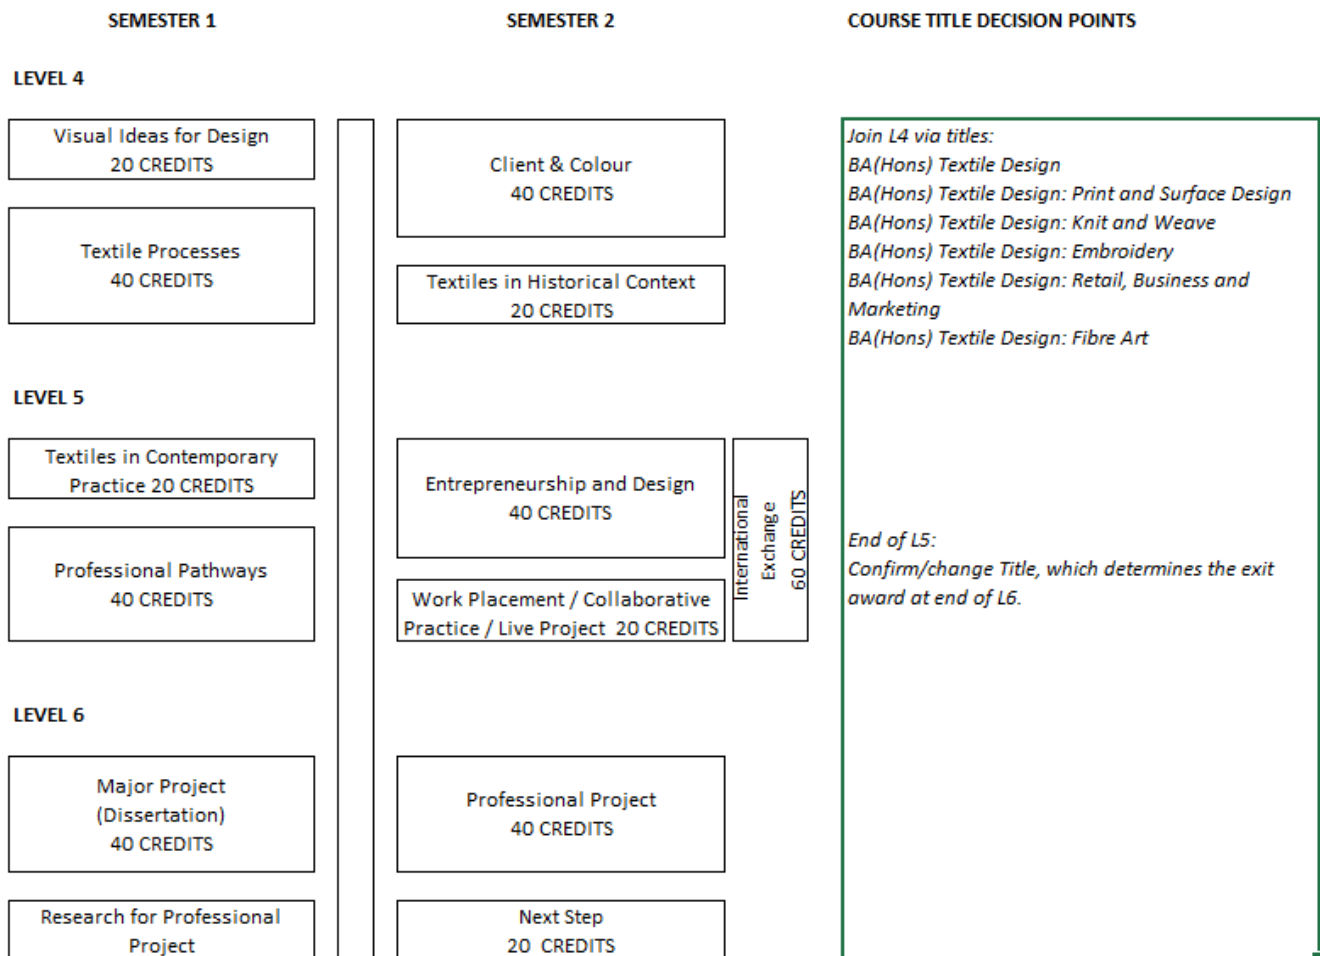 SEMESTER 1
SEMESTER 2
COURSE TITLE DECISION POINTS
LEVEL 4
Visual Ideas for Design
20 CREDITS
Textile Processes
40 CREDITS
Client & Colour
40 CREDITS
Textiles in Historical Context
20 CREDITS
Join L4 via titles:
BA(Hons) Textile Design
BA(Hons) Textile Design: Print and Surface Design
BA(Hons) Textile Design: Knit and Weave
BA(Hons) Textile Design: Embroidery
BA(Hons) Textile Design: Retail, Business and
Marketing
BA(Hons) Textile Design: Fibre Art
LEVEL 5
Textiles in Contemporary
Practice 20 CREDITS
Professional Pathways
40 CREDITS
Entrepreneurship and Design
40 CREDITS
Work Placement / Collaborative
Practice / Live Project 20 CREDITS
International
Exchange
60 CREDITS
End of L5:
Confirm/change Title, which determines the exit
award at end of L6.
LEVEL 6
Major Project
(Dissertation)
40 CREDITS
Research for Professional
Project
Professional Project
40 CREDITS
Next Step
20 CREDITS